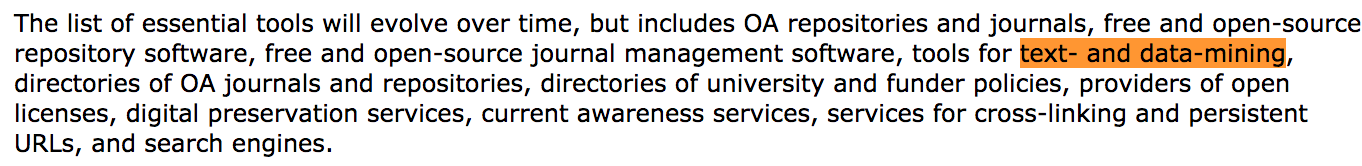 The list of essential tools will evolve over time, but includes OA repositories and journals, free and open-source
repository software, free and open-source journal management software, tools for text- and data-mining,
directories of OA journals and repositories, directories of university and funder policies, providers of open
licenses, digital preservation services, current awareness services, services for cross-linking and persistent
URLs, and search engines.